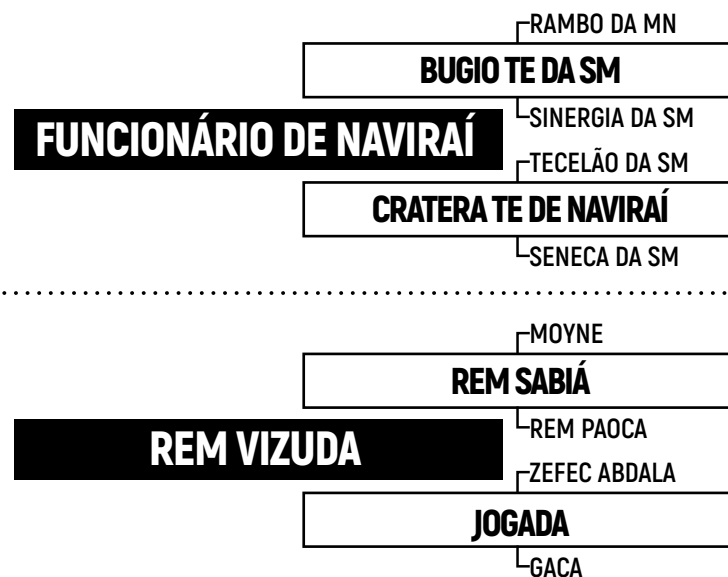 RAMBO DA MN
BUGIO TE DA SM
SINERGIA DA SM
FUNCIONÁRIO DE NAVIRAÍ
TECELÃO DA SM
CRATERA TE DE NAVIRAÍ
SENECA DA SM
MOYNE
REM SABIÁ
REM PAOCA
REM VIZUDA
ZEFEC ABDALA
JOGADA
GACA